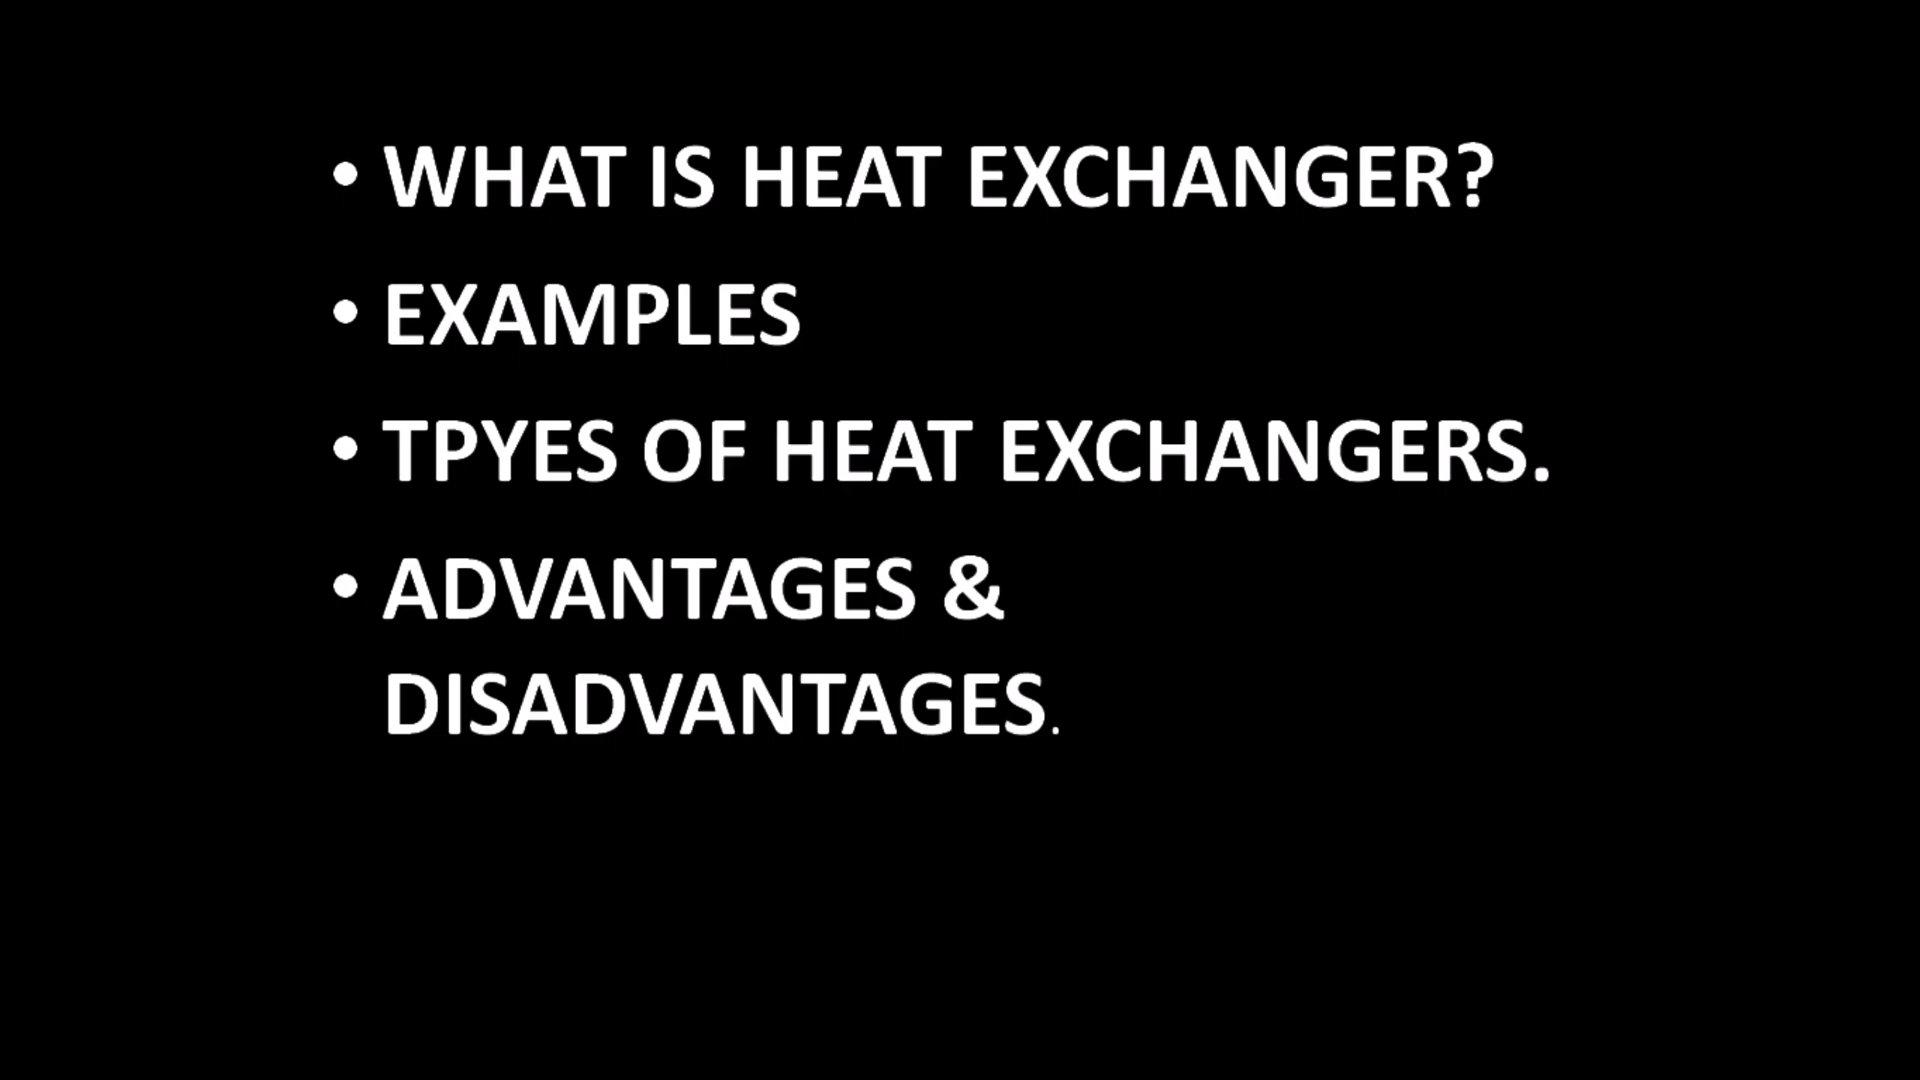 • WHAT IS HEAT EXCHANGER?
• EXAMPLES
• TPYES OF HEAT EXCHANGERS.
• ADVANTAGES &
DISADVANTAGES.